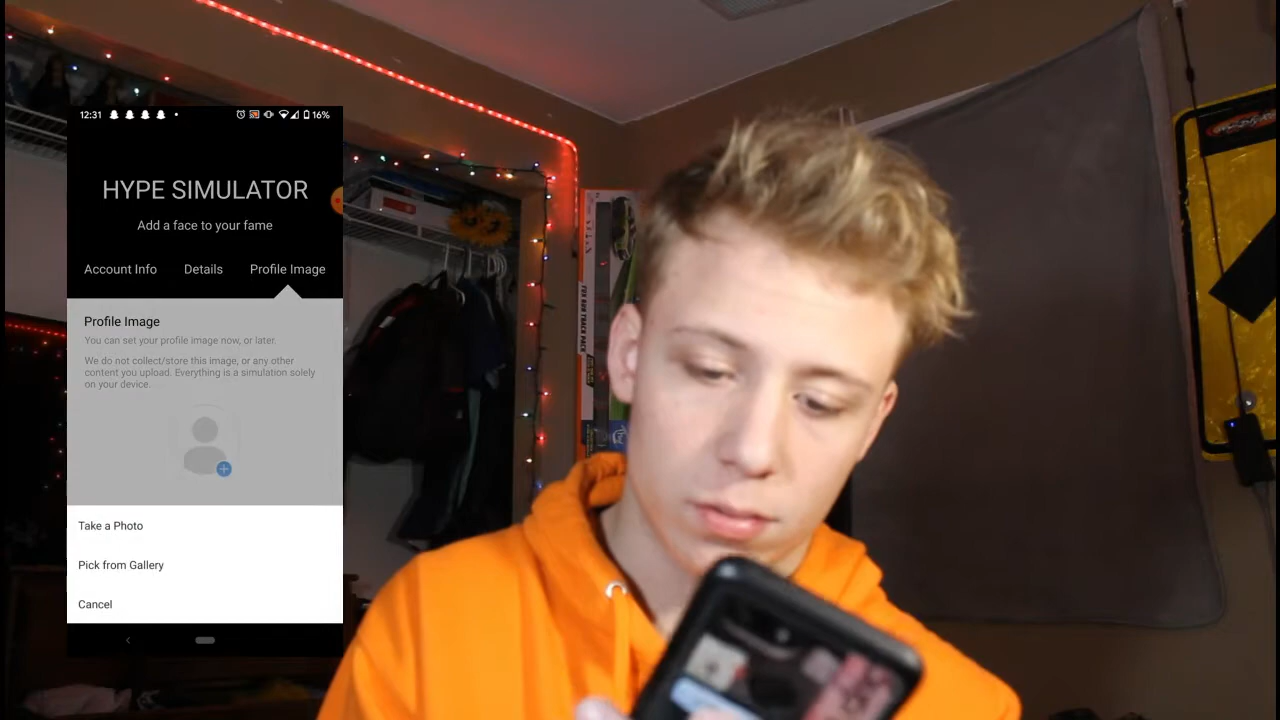 12:31
16%
HYPE SIMULATOR
Add a face to your fame
Account Info Details Profile Image
Profile Image
You can set your profile image now, or later.
We do not collect/store this image, or any other
content you upload. Everything is a simulation solely
on your device.
Take a Photo
Pick from Gallery
Cancel